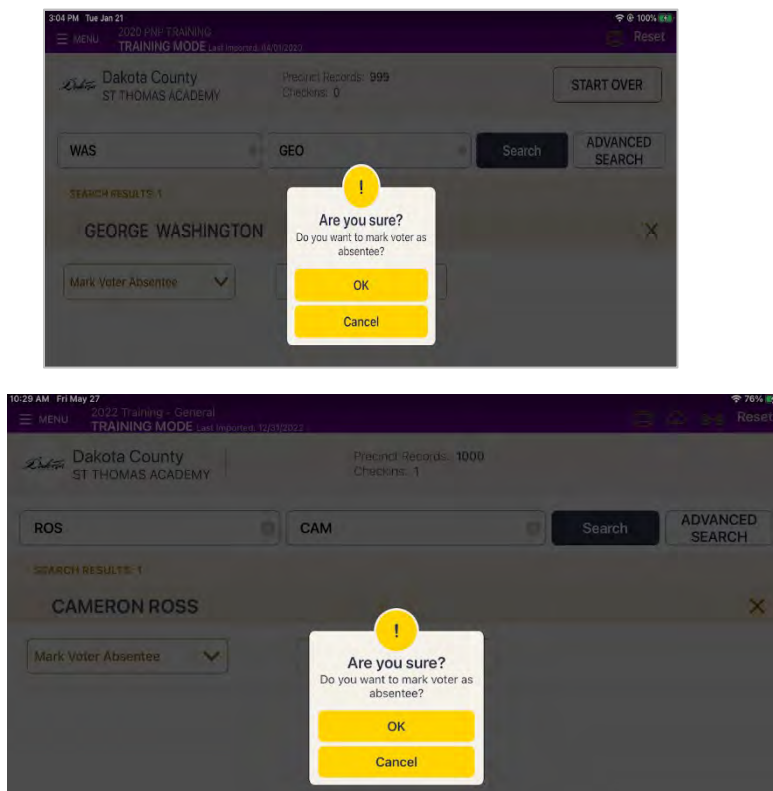 3:04 PM Tue Jan 21
100%
MENU
2020 PNP TRAINING
TRAINING MODE Last Imported: 04/01/2020
Reset
Dakota County
ST THOMAS ACADEMY
Precinct Records: 999
Checkins: 0
START OVER
WAS
GEO
Search
ADVANCED
SEARCH
SEARCH RESULTS: 1
GEORGE WASHINGTON
X
!
Are you sure?
Do you want to mark voter as
absentee?
Mark Voter Absentee
OK
Cancel
10:29 AM Fri May 27
76%
MENU
2022 Training - General
TRAINING MODE Last Imported: 12/31/2022
Reset
Dakota County
ST THOMAS ACADEMY
Precinct Records: 1000
Checkins: 1
ROS
CAM
Search
ADVANCED
SEARCH
SEARCH RESULTS: 1
CAMERON ROSS
X
!
Are you sure?
Do you want to mark voter as
absentee?
Mark Voter Absentee
OK
Cancel